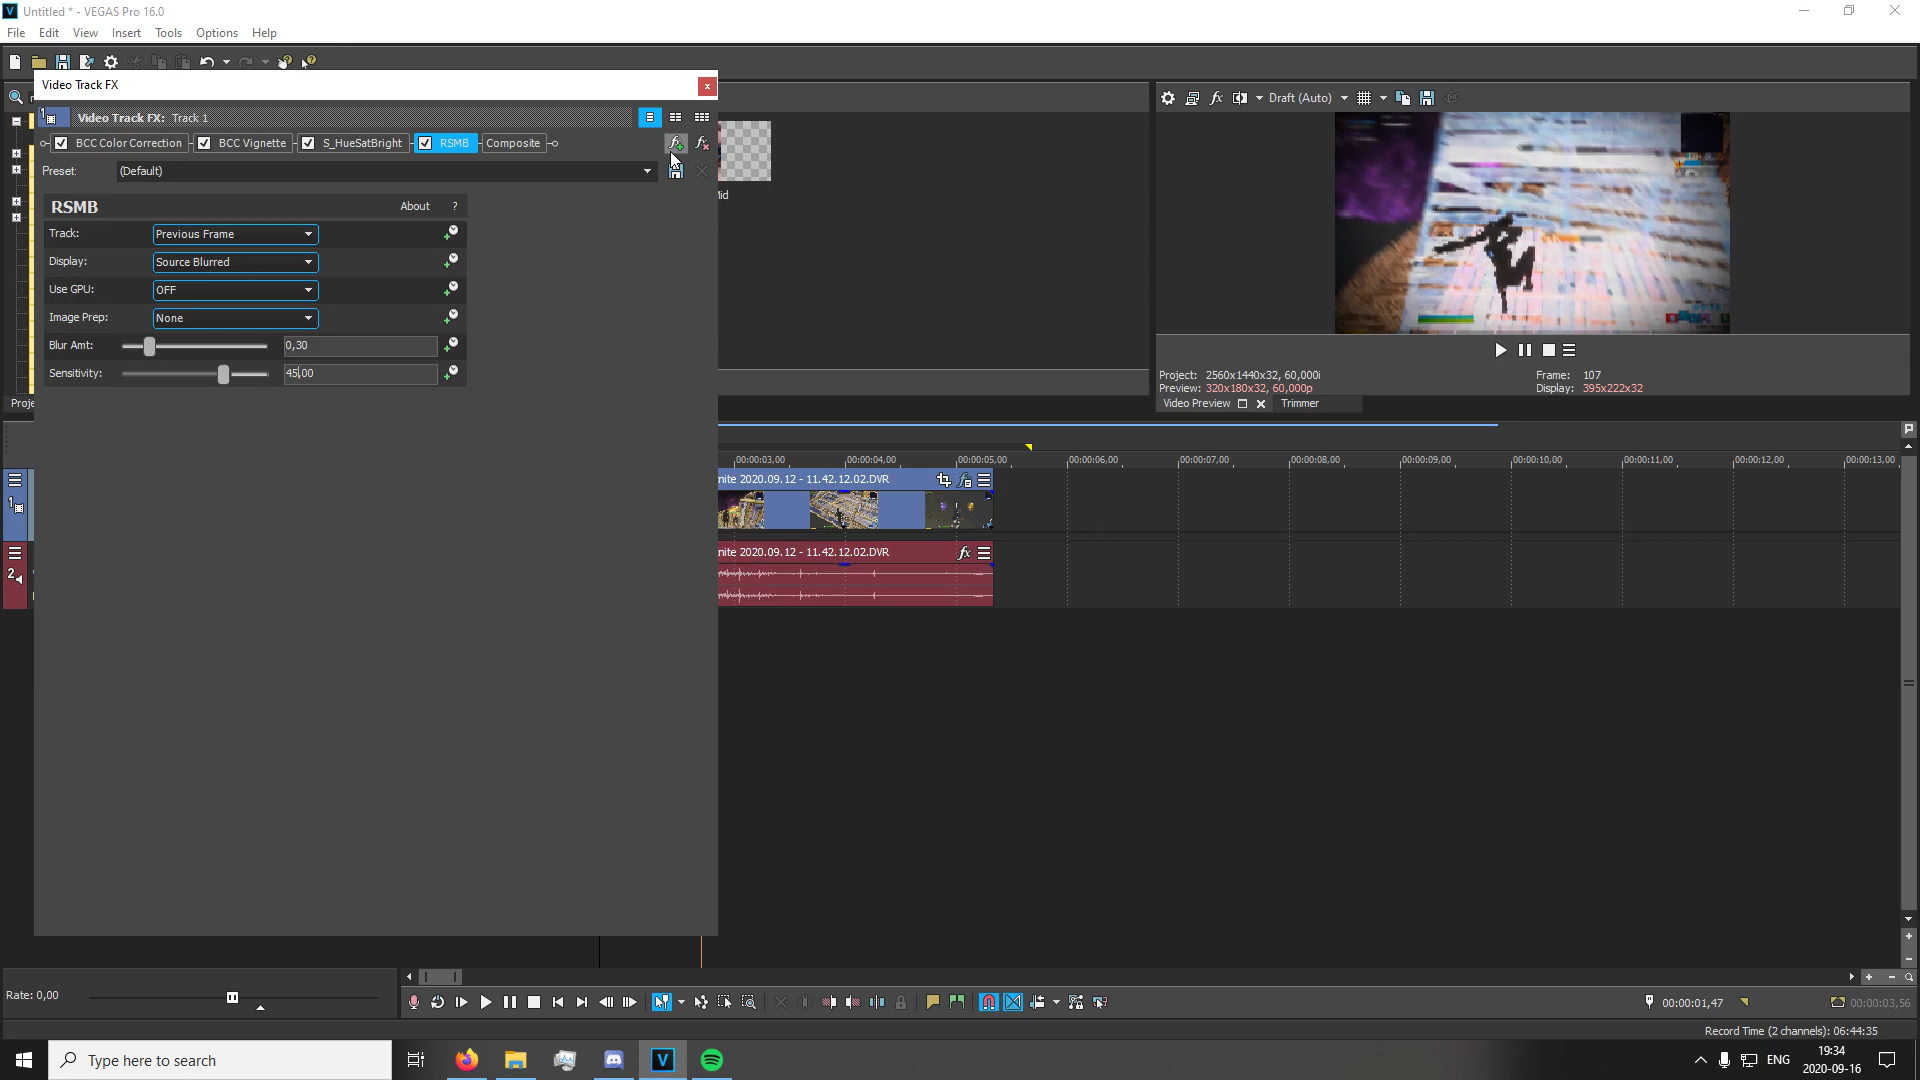 Untitled * - VEGAS Pro 16.0
File Edit View Insert Tools Options Help
Video Track FX
Video Track FX: Track 1
BCC Color Correction BCC Vignette S_HueSatBright RSMB Composite
Preset: (Default)
RSMB About ?
Track: Previous Frame
Display: Source Blurred
Use GPU: OFF
Image Prep: None
Blur Amt: 0,30
Sensitivity: 45,00
Draft (Auto)
Project: 2560x1440x32, 60,000i
Preview: 320x180x32, 60,000p
Frame: 107
Display: 395x222x32
Video Preview Trimmer
00:00:03,00 00:00:04,00 00:00:05,00 00:00:06,00 00:00:07,00 00:00:08,00 00:00:09,00 00:00:10,00 00:00:11,00 00:00:12,00 00:00:13,00
1
nite 2020.09.12 - 11.42.12.02.DVR
2
nite 2020.09.12 - 11.42.12.02.DVR
Rate: 0,00
00:00:01,47
00:00:03,56
Record Time (2 channels): 06:44:35
Type here to search
ENG
19:34
2020-09-16